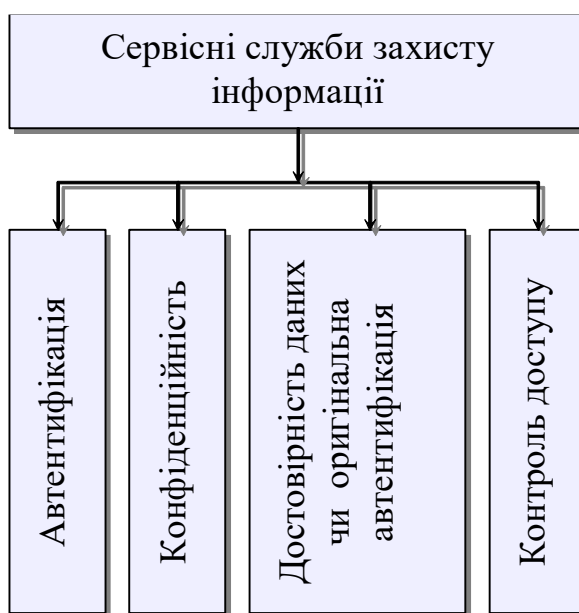 Сервісні служби захисту
інформації
Автентифікація
Конфіденційність
Достовірність даних
чи оригінальна
автентифікація
Контроль доступу